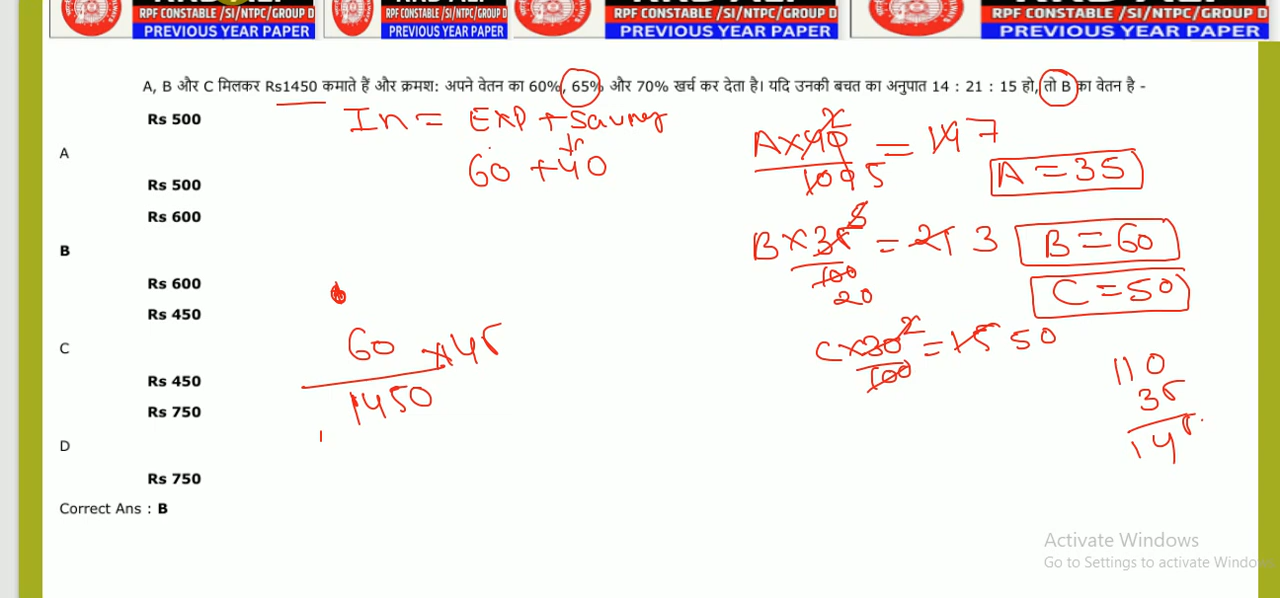 RPF CONSTABLE /SI/NTPC/GROUP D
PREVIOUS YEAR PAPER
RPF CONSTABLE /SI/NTPC/GROUP D
PREVIOUS YEAR PAPER
RPF CONSTABLE /SI/NTPC/GROUP D
PREVIOUS YEAR PAPER
RPF CONSTABLE /SI/NTPC/GROUP D
PREVIOUS YEAR PAPER
A, B और C मिलकर Rs1450 कमाते हैं और क्रमश: अपने वेतन का 60%, 65% और 70% खर्च कर देता है। यदि उनकी बचत का अनुपात 14 : 21 : 15 हो, तो B का वेतन है -
Rs 500
A
Rs 500
Rs 600
B
Rs 600
Rs 450
C
Rs 450
Rs 750
D
Rs 750
Correct Ans : B
In = Exp + Saving
60 + 40
A = 35
B = 60
C = 50
60
1450
110
35
145
Activate Windows
Go to Settings to activate Windo